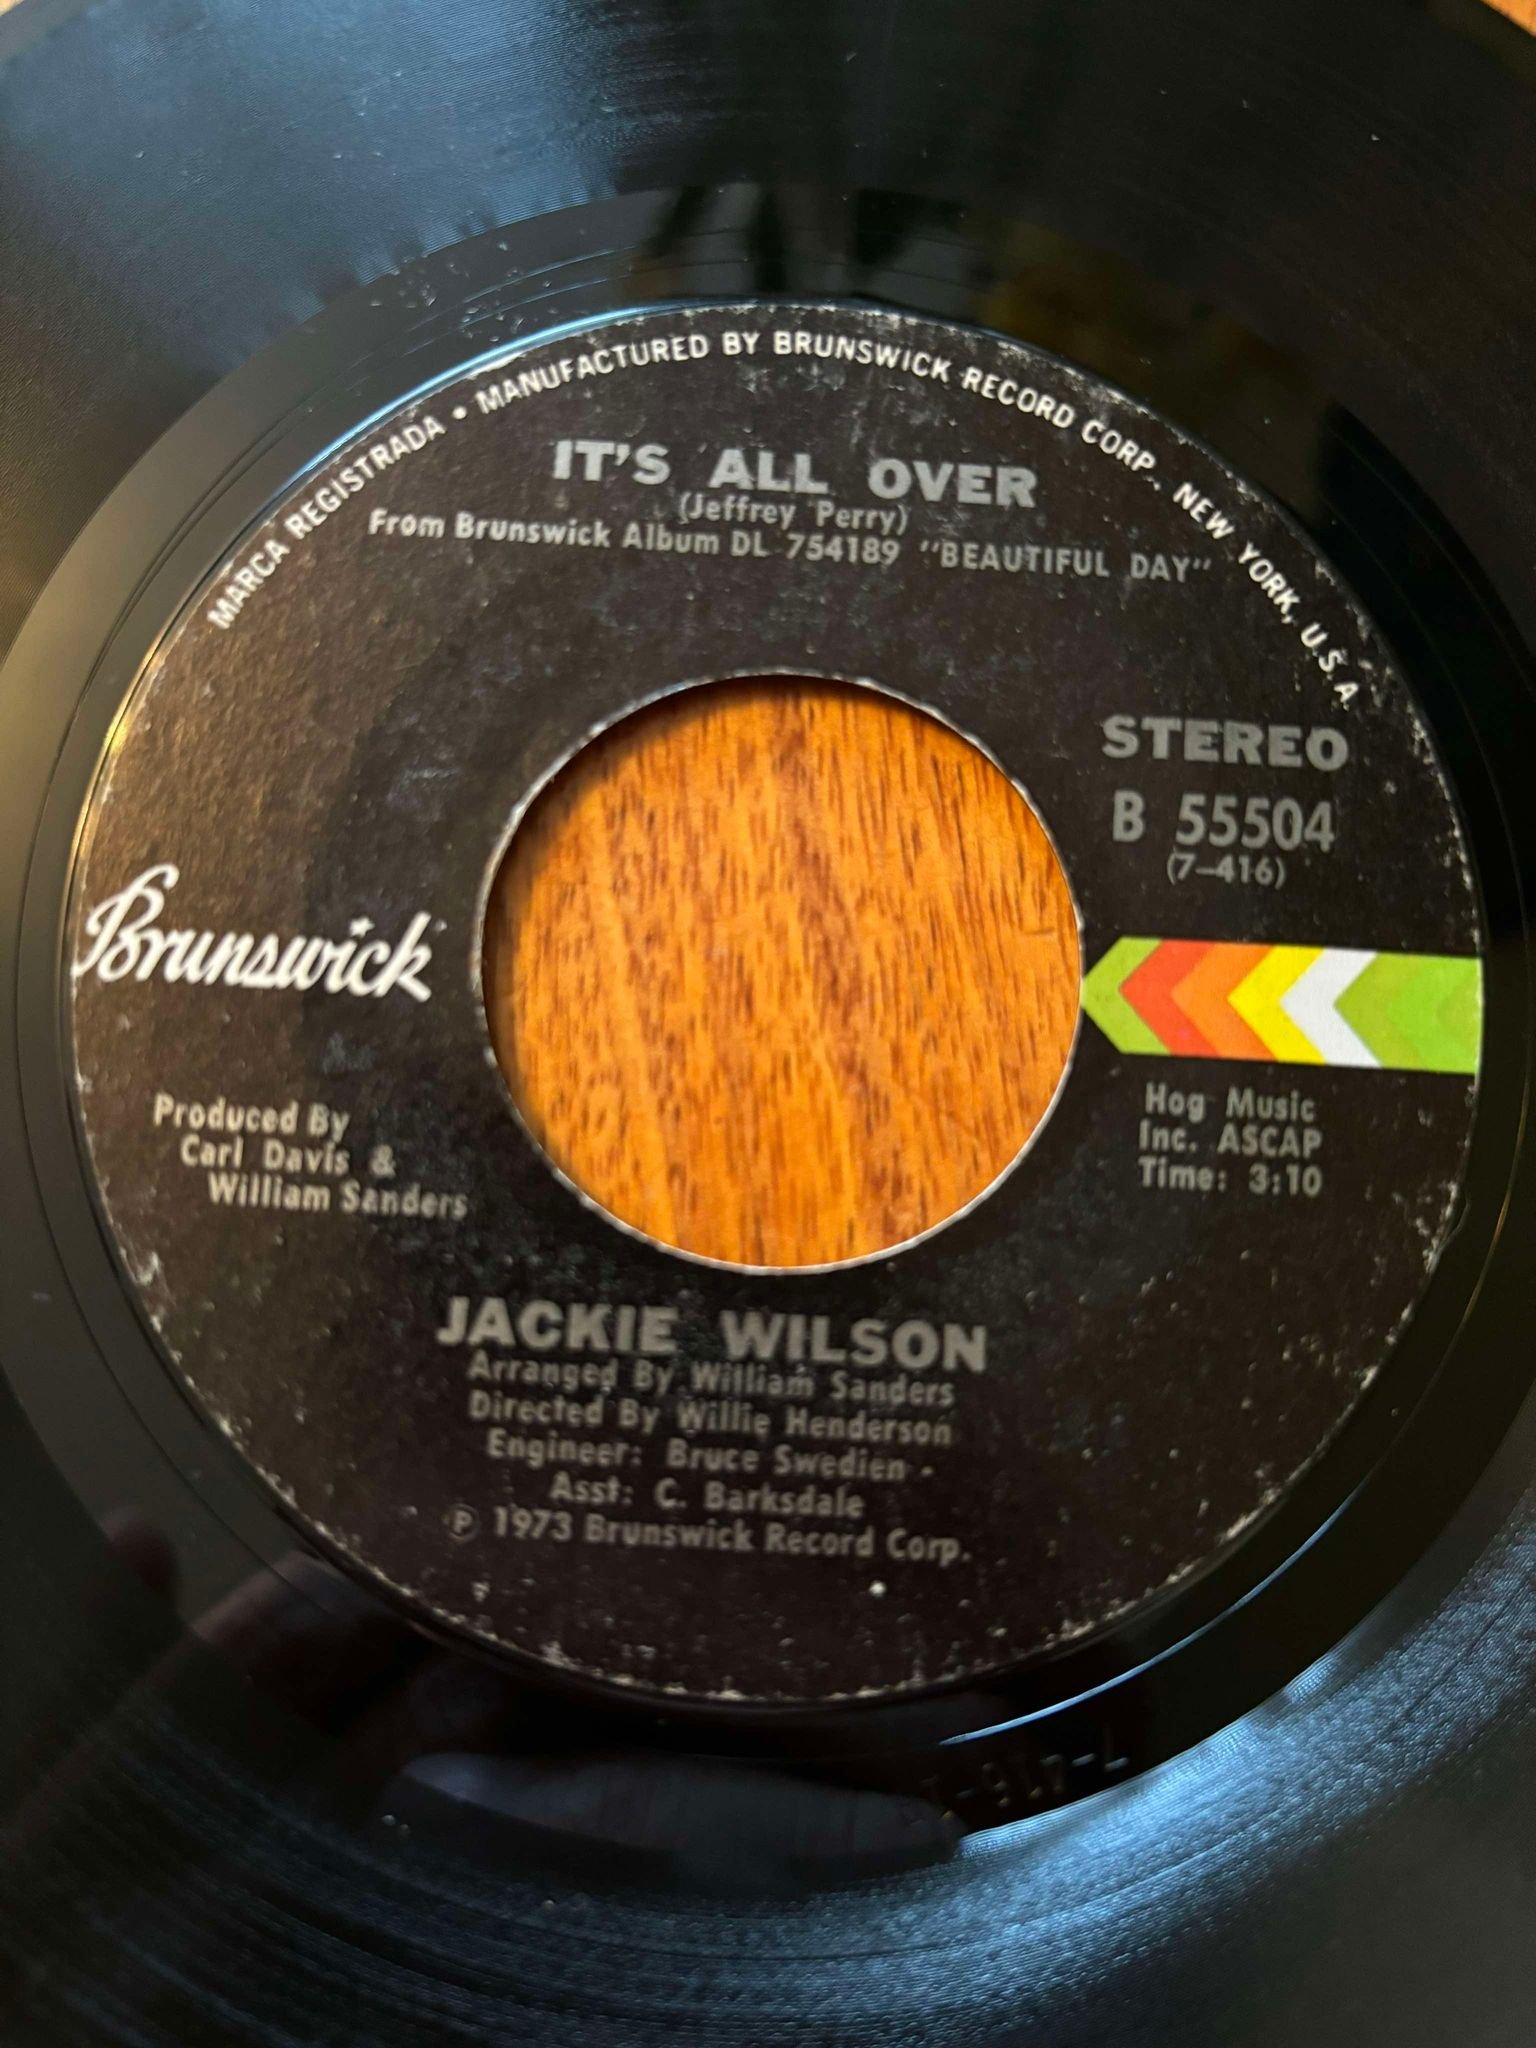 MARCA REGISTRADA • MANUFACTURED BY BRUNSWICK RECORD CORP. NEW YORK, U.S.A.
IT'S ALL OVER
(Jeffrey Perry)
From Brunswick Album DL 754189 "BEAUTIFUL DAY"
STEREO
B 55504
(7-416)
Brunswick
Produced By
Carl Davis &
William Sanders
Hog Music
Inc. ASCAP
Time: 3:10
JACKIE WILSON
Arranged By William Sanders
Directed By Willie Henderson
Engineer: Bruce Swedien -
Asst: C. Barksdale
℗ 1973 Brunswick Record Corp.